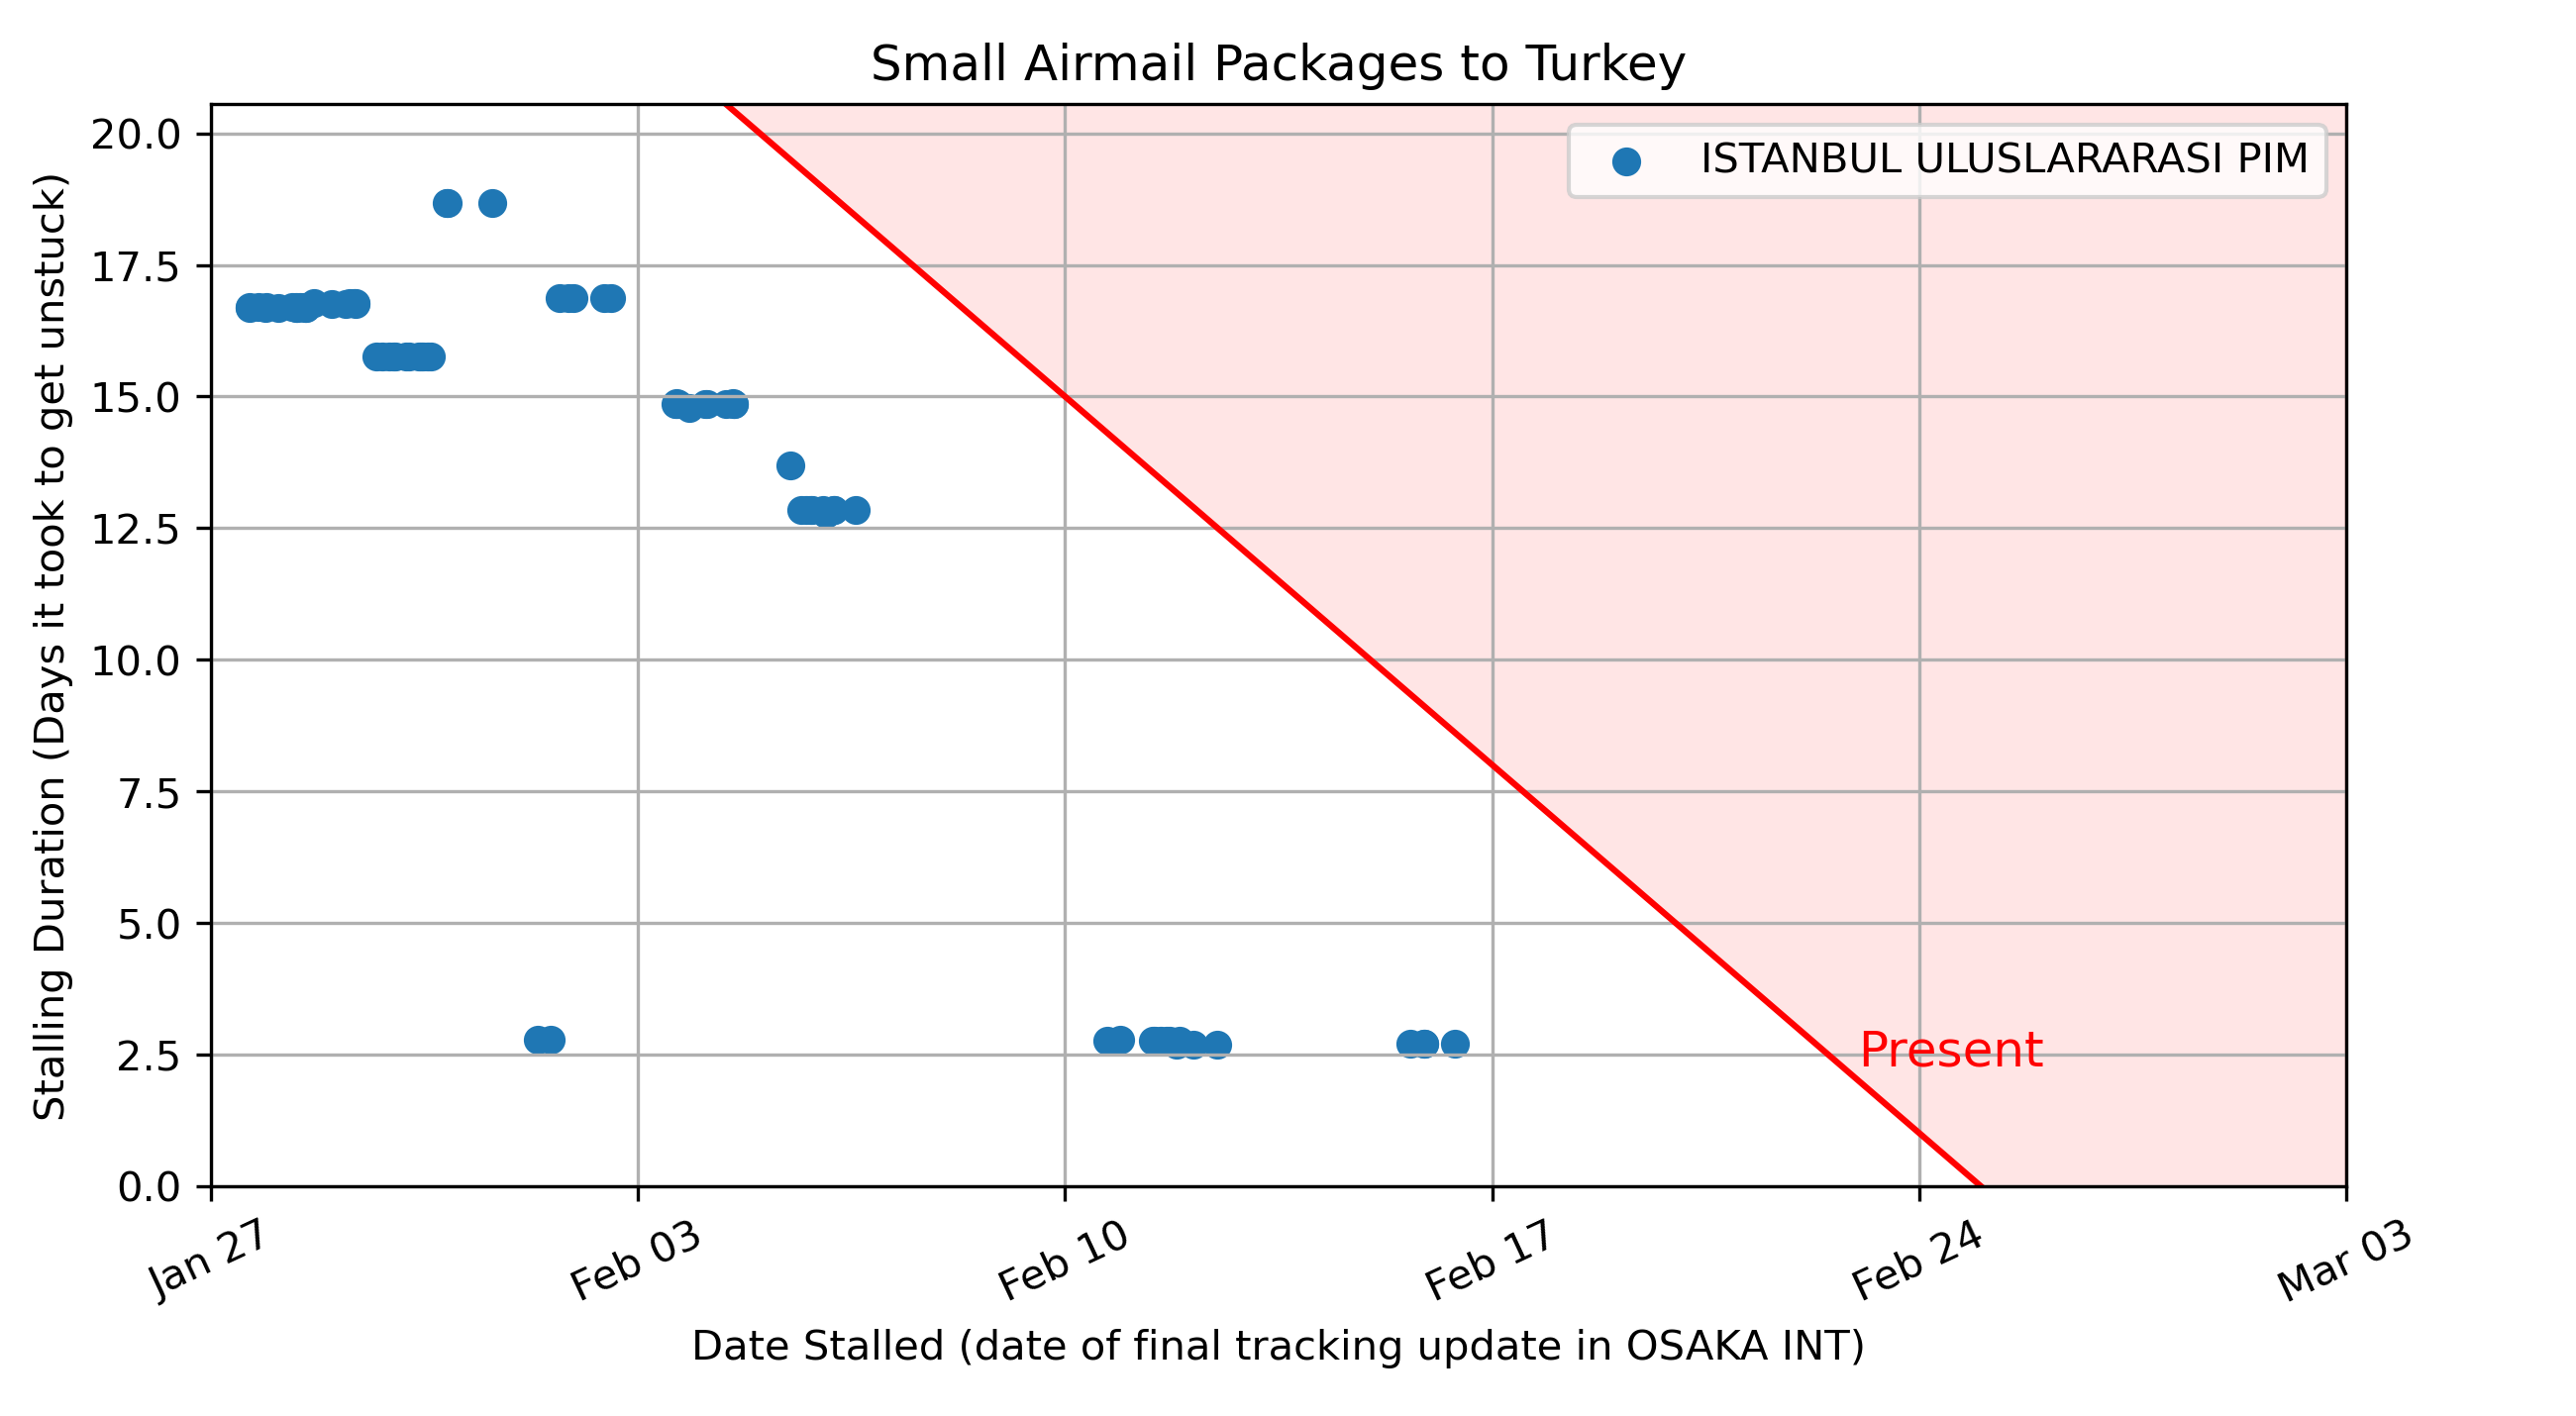 Small Airmail Packages to Turkey
ISTANBUL ULUSLARARASI PIM
Stalling Duration (Days it took to get unstuck)
20.0
17.5
15.0
12.5
10.0
7.5
5.0
2.5
0.0
Present
Jan 27
Feb 03
Feb 10
Feb 17
Feb 24
Mar 03
Date Stalled (date of final tracking update in OSAKA INT)